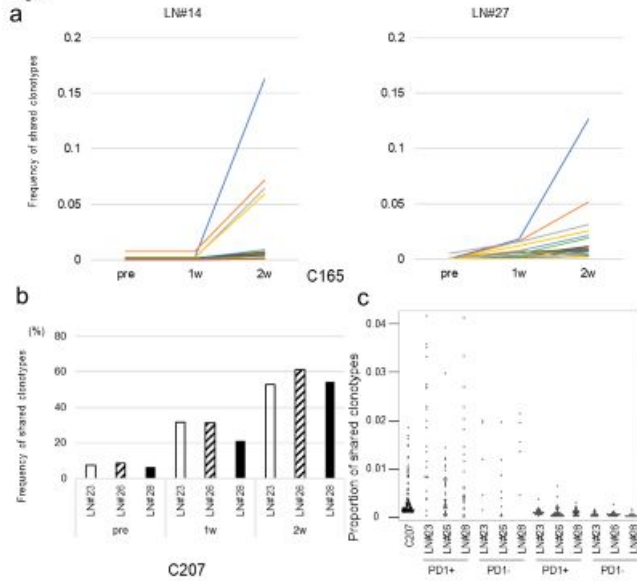 a
LN#14
LN#27
Frequency of shared clonotypes
0.2
0.15
0.1
0.05
0
pre
1w
2w
0.2
0.15
0.1
0.05
0
pre
1w
2w
C165
b
(%)
Frequency of shared clonotypes
80
60
40
20
0
LN#23
LN#26
LN#28
LN#23
LN#26
LN#28
LN#23
LN#26
LN#28
pre
1w
2w
C207
c
Proportion of shared clonotypes
0.04
0.03
0.02
0.01
0
C207
LN#23
LN#26
LN#28
LN#23
LN#26
LN#28
LN#23
LN#26
LN#28
LN#23
LN#26
LN#28
PD1+
PD1-
PD1+
PD1-